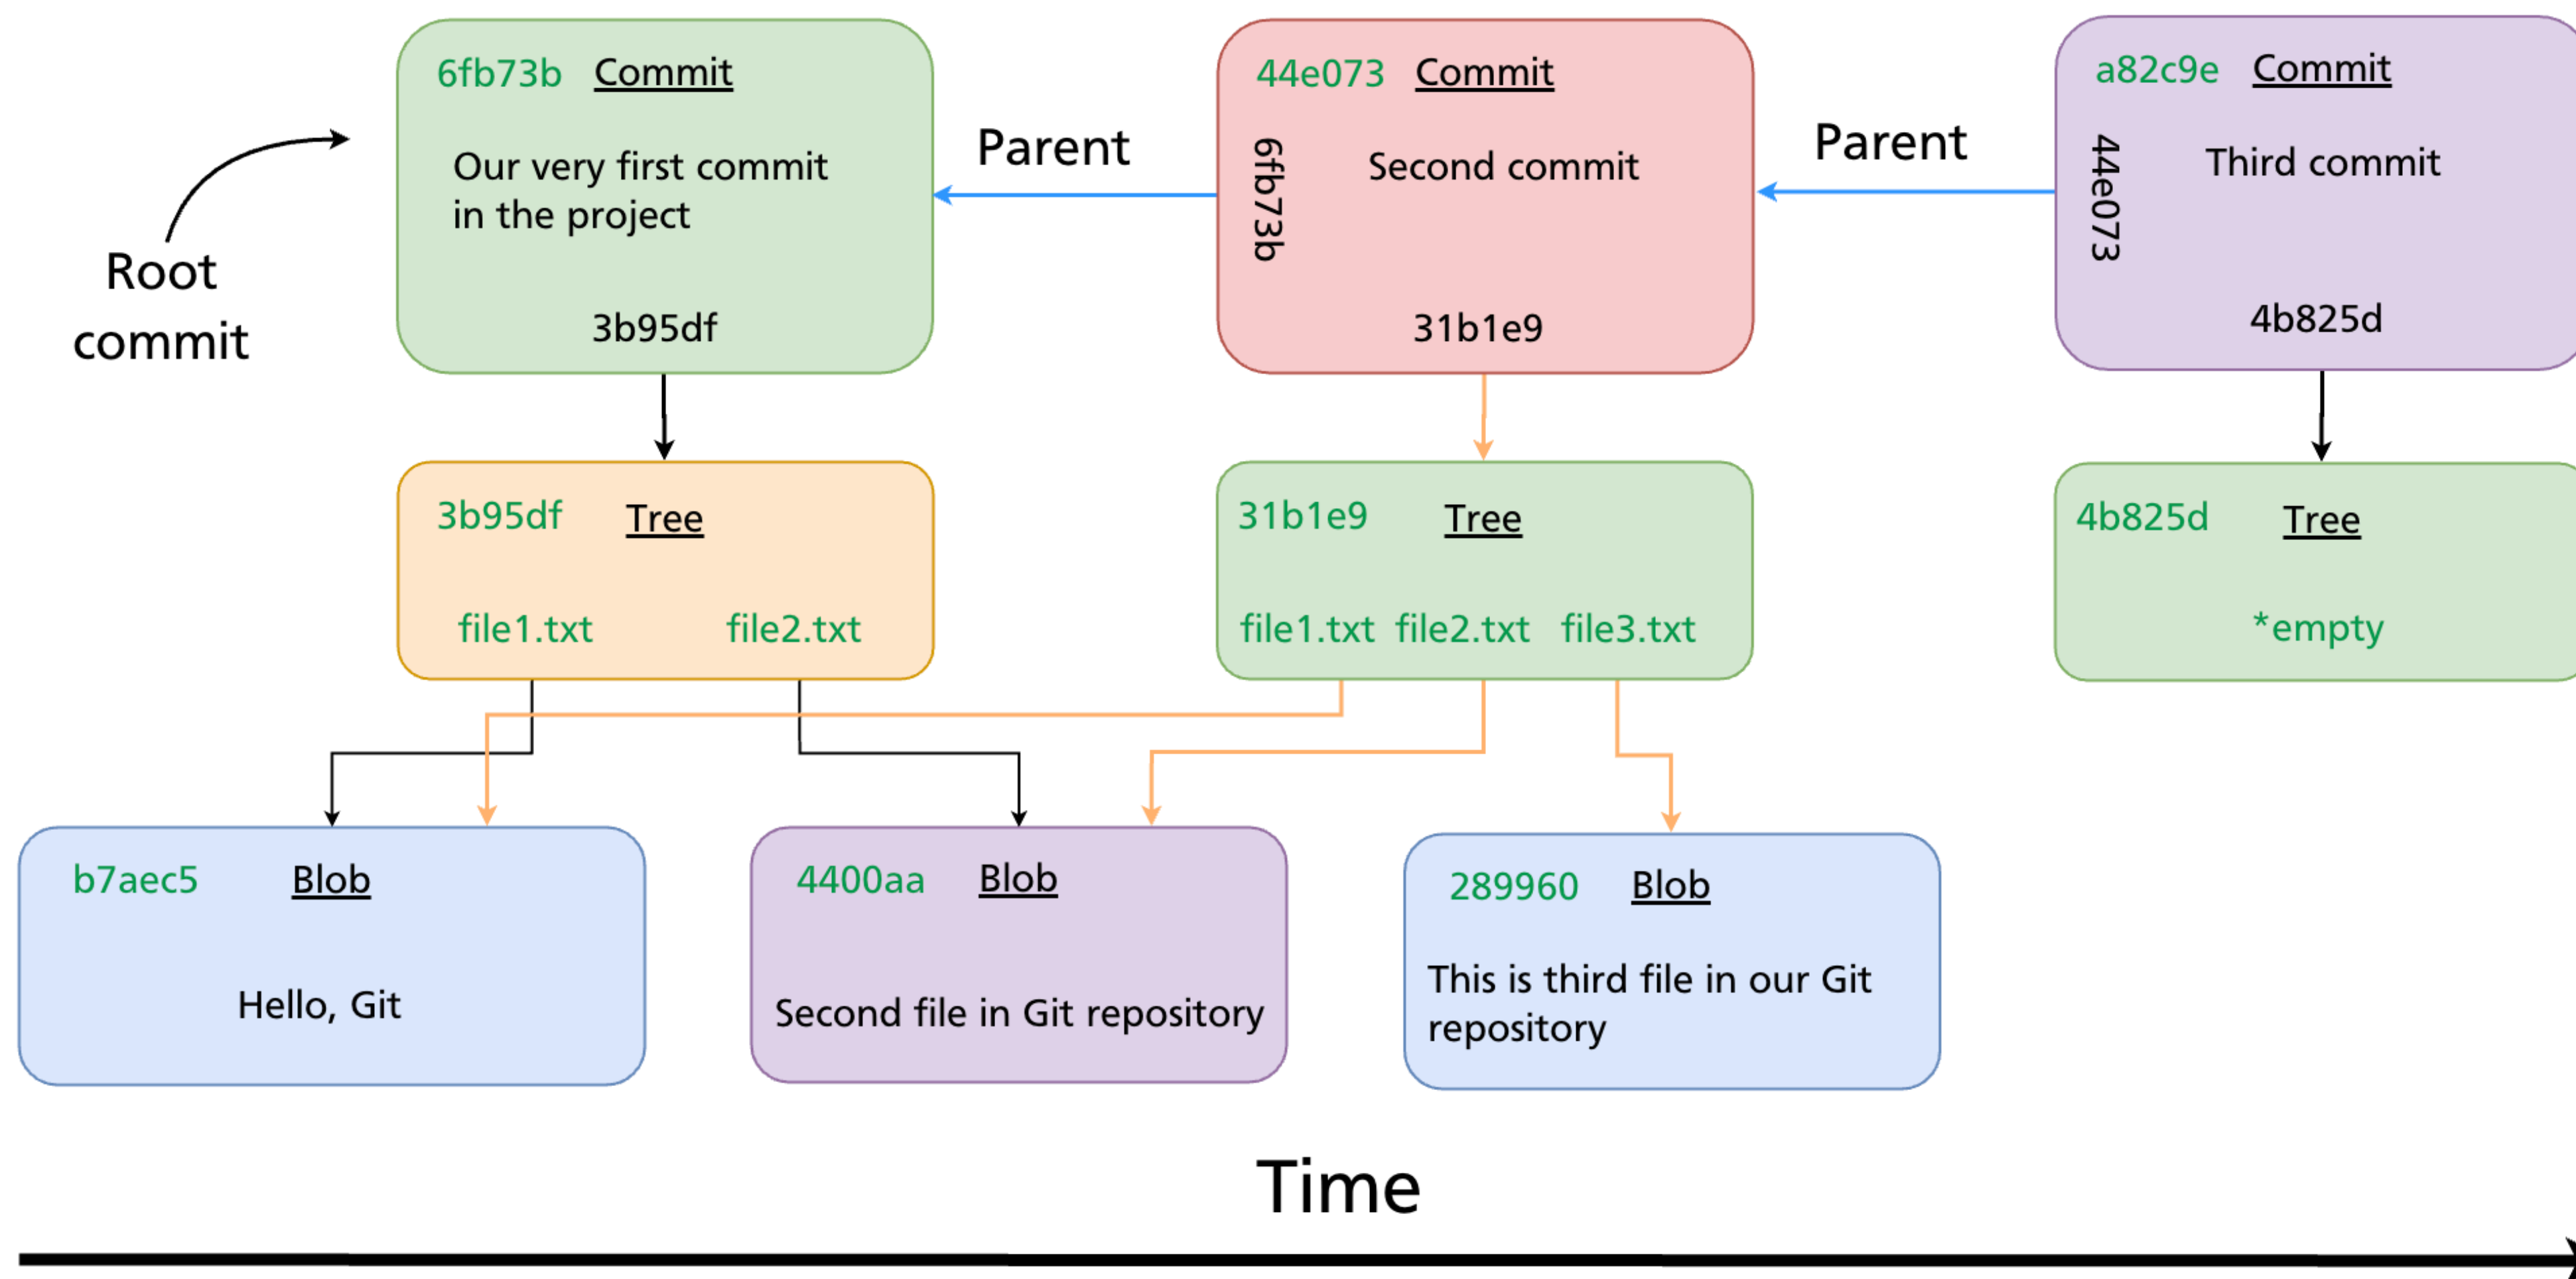 6fb73b Commit
Our very first commit
in the project
3b95df
Root
commit
Parent
44e073 Commit
6fb73b
Second commit
31b1e9
Parent
a82c9e Commit
44e073
Third commit
4b825d
3b95df Tree
file1.txt file2.txt
31b1e9 Tree
file1.txt file2.txt file3.txt
4b825d Tree
*empty
b7aec5 Blob
Hello, Git
4400aa Blob
Second file in Git repository
289960 Blob
This is third file in our Git
repository
Time